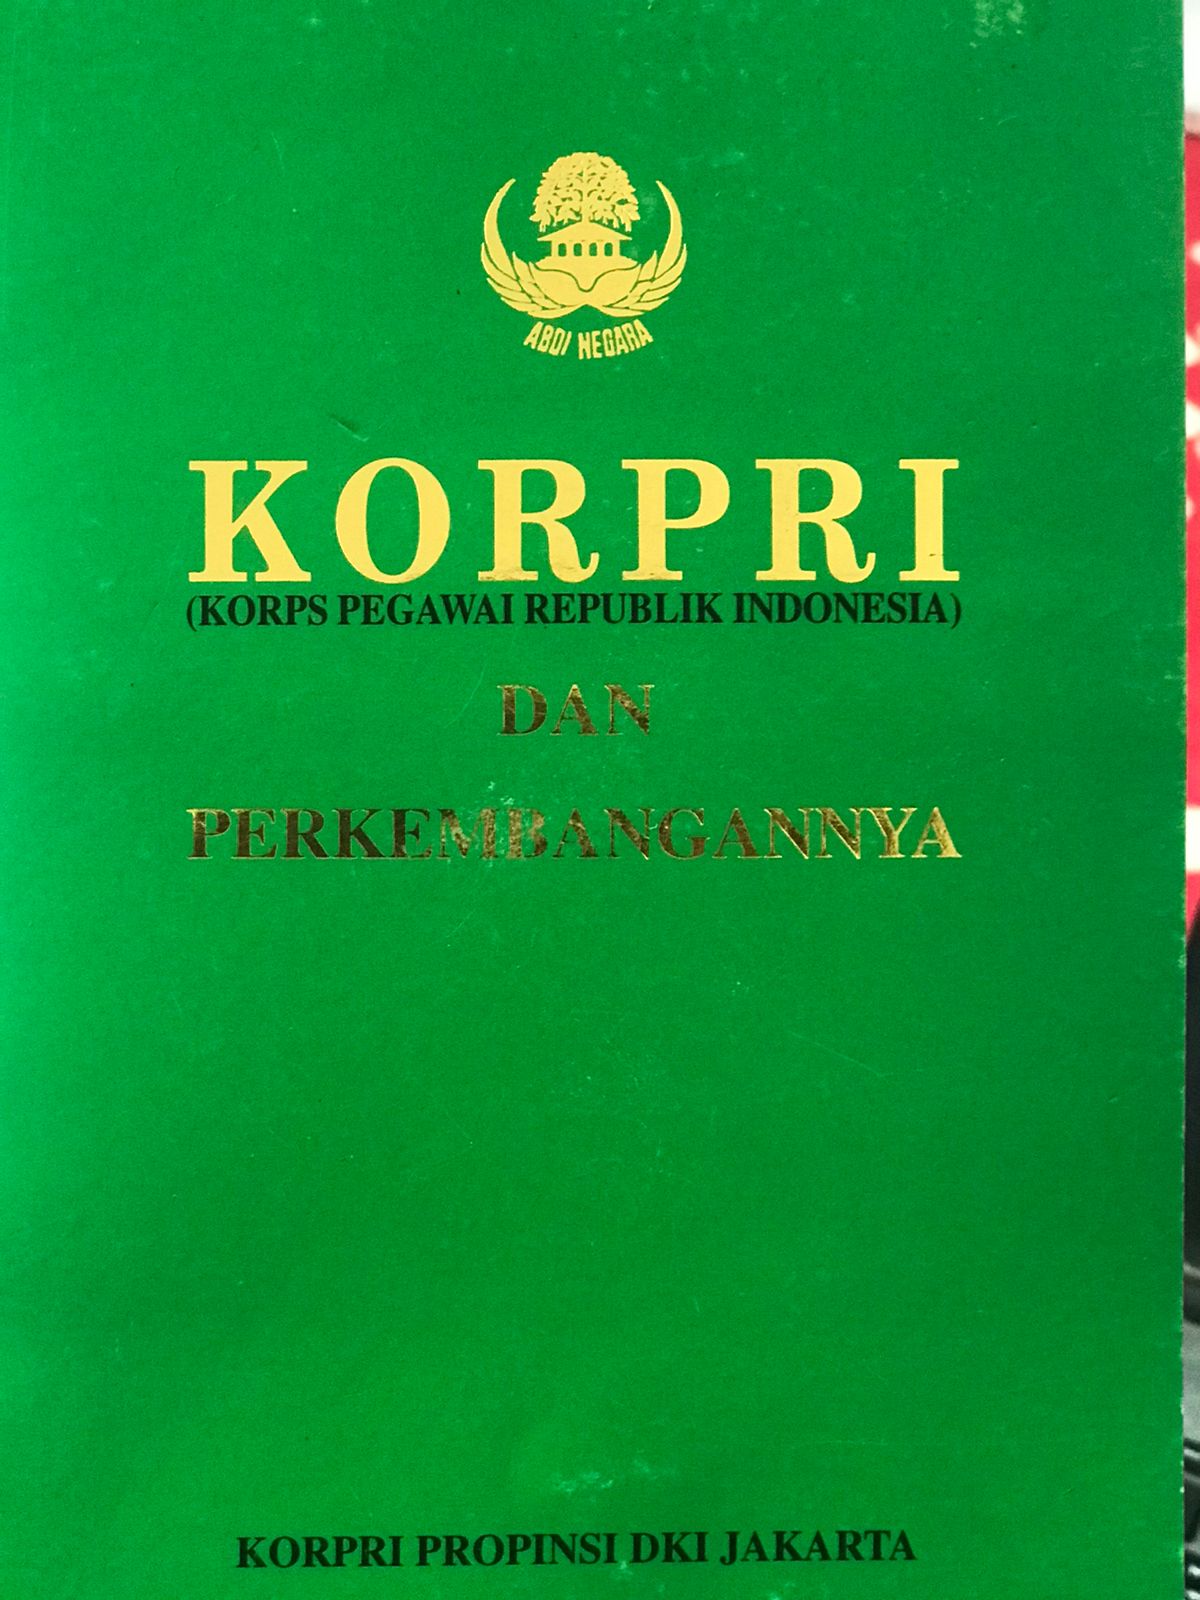 ABDI NEGARA
KORPRI
(KORPS PEGAWAI REPUBLIK INDONESIA)
DAN
PERKEMBANGANNYA
KORPRI PROPINSI DKI JAKARTA